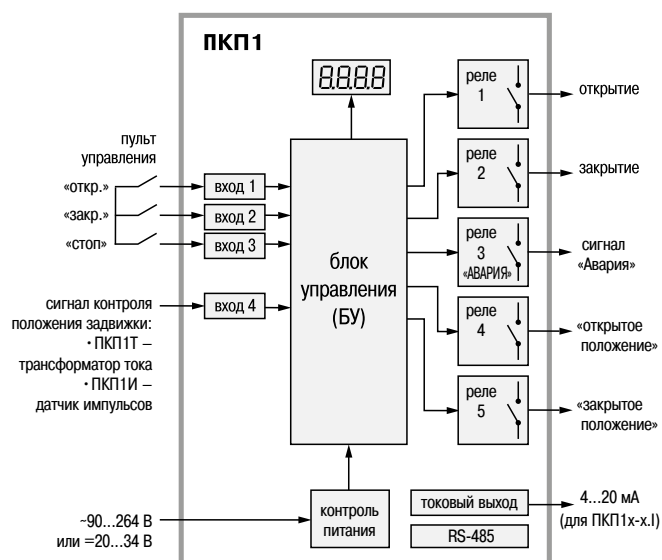 ПКП1
8.8.8.8
пульт
управления
«откр.»
«закр.»
«стоп»
вход 1
вход 2
вход 3
сигнал контроля
положения задвижки:
• ПКП1Т –
трансформатор тока
• ПКП1И –
датчик импульсов
вход 4
блок
управления
(БУ)
реле
1
открытие
реле
2
закрытие
реле
3
«АВАРИЯ»
сигнал
«Авария»
реле
4
«открытое
положение»
реле
5
«закрытое
положение»
~90...264 В
или =20...34 В
контроль
питания
токовый выход
4...20 мА
(для ПКП1х-х.I)
RS-485